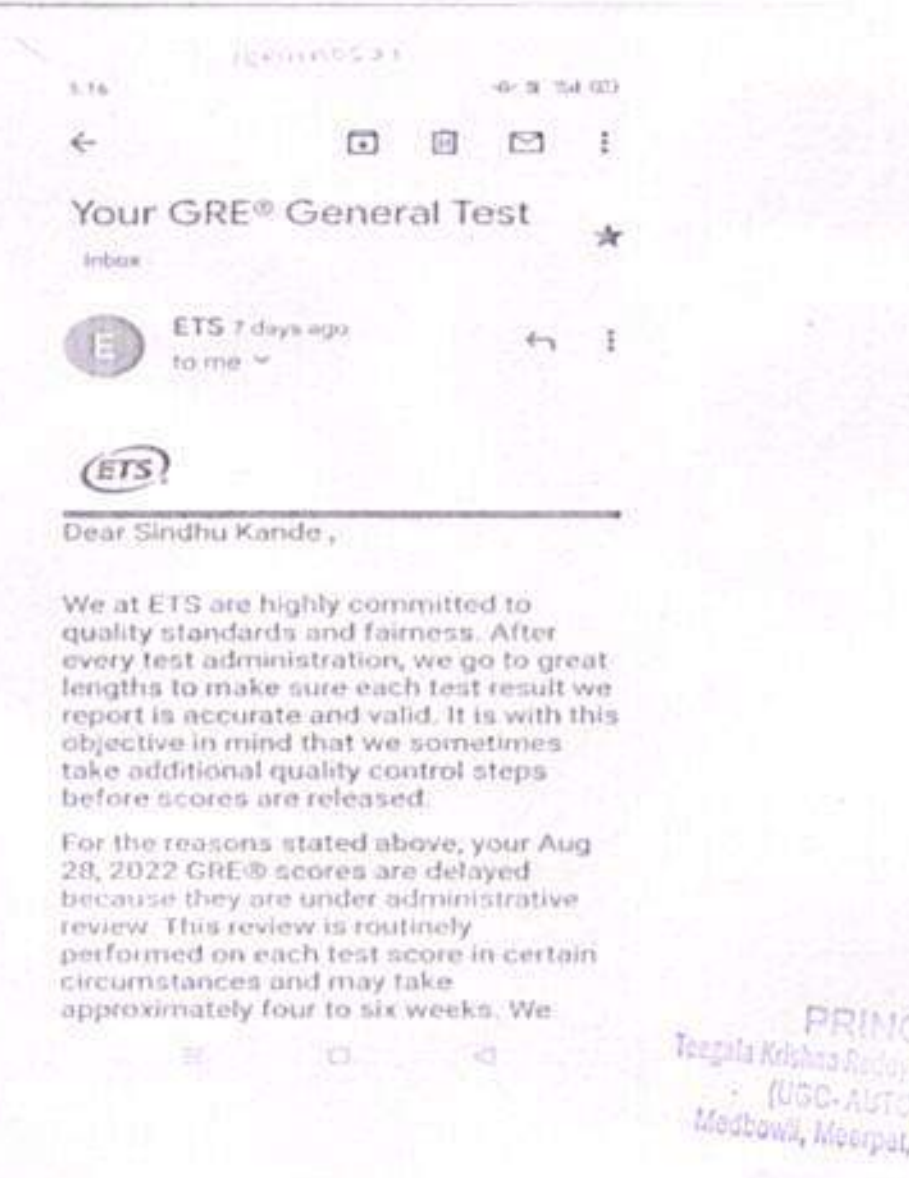 5.16
Your GRE® General Test
Inbox
E
ETS 7 days ago
to me
ETS
Dear Sindhu Kande,
We at ETS are highly committed to
quality standards and fairness. After
every test administration, we go to great
lengths to make sure each test result we
report is accurate and valid. It is with this
objective in mind that we sometimes
take additional quality control steps
before scores are released.
For the reasons stated above, your Aug
28, 2022 GRE® scores are delayed
because they are under administrative
review. This review is routinely
performed on each test score in certain
circumstances and may take
approximately four to six weeks. We
PRINC
Teegala Krishna Reddy
(UGC-AUTO
Medbowli, Meerpet,